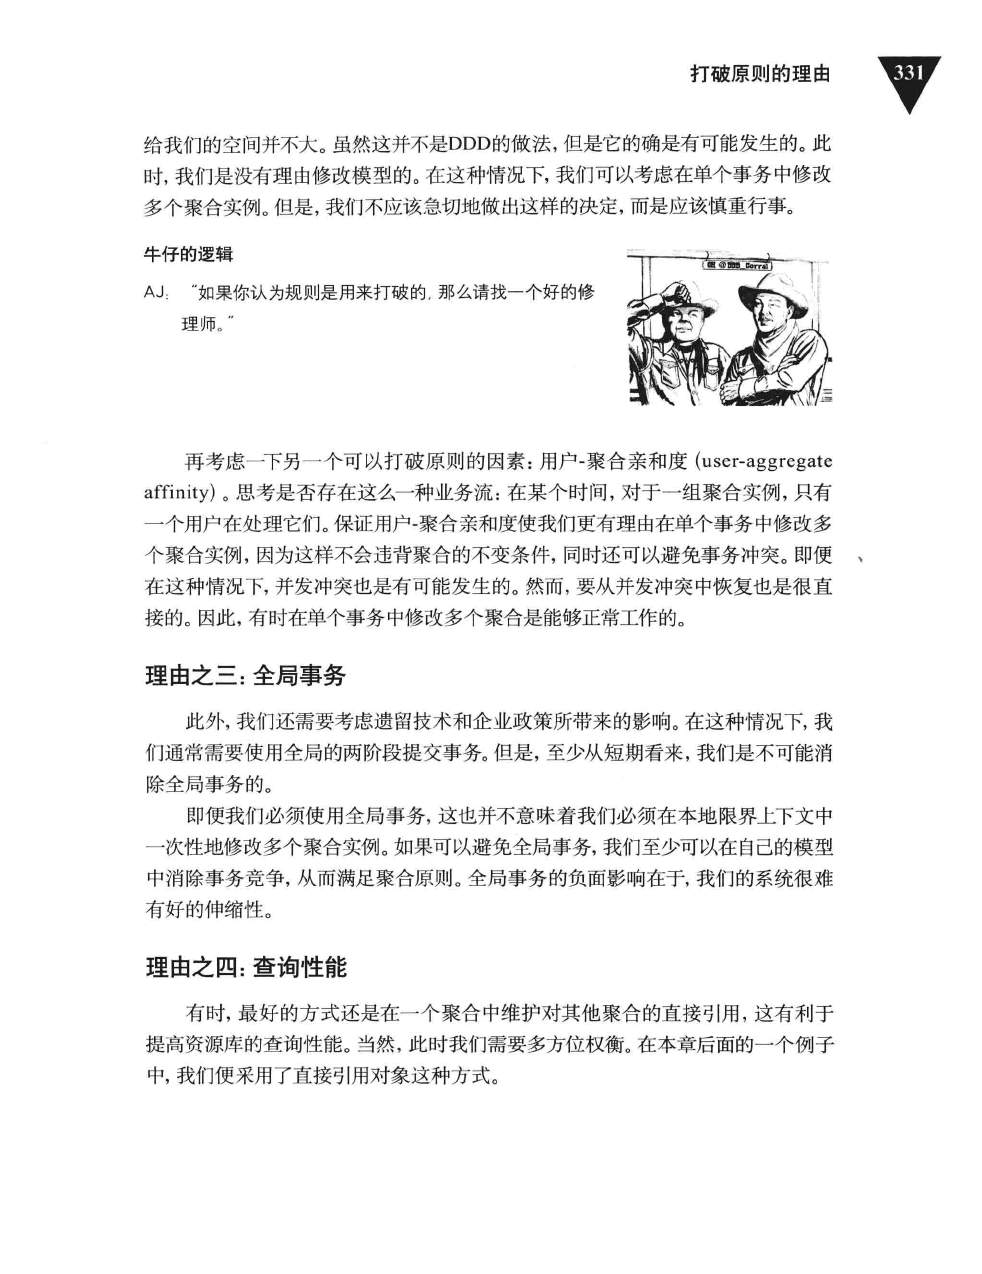 打破原则的理由
331
给我们的空间并不大。虽然这并不是DDD的做法，但是它的确是有可能发生的。此
时，我们是没有理由修改模型的。在这种情况下，我们可以考虑在单个事务中修改
多个聚合实例。但是，我们不应该急切地做出这样的决定，而是应该慎重行事。
牛仔的逻辑
AJ： “如果你认为规则是用来打破的，那么请找一个好的修
理师。”
再考虑一下另一个可以打破原则的因素：用户-聚合亲和度 (user-aggregate
affinity) 。思考是否存在这么一种业务流：在某个时间，对于一组聚合实例，只有
一个用户在处理它们。保证用户-聚合亲和度使我们更有理由在单个事务中修改多
个聚合实例，因为这样不会违背聚合的不变条件，同时还可以避免事务冲突。即便
在这种情况下，并发冲突也是有可能发生的。然而，要从并发冲突中恢复也是很直
接的。因此，有时在单个事务中修改多个聚合是能够正常工作的。
理由之三：全局事务
此外，我们还需要考虑遗留技术和企业政策所带来的影响。在这种情况下，我
们通常需要使用全局的两阶段提交事务。但是，至少从短期看来，我们是不可能消
除全局事务的。
即便我们必须使用全局事务，这也并不意味着我们必须在本地限界上下文中
一次性地修改多个聚合实例。如果可以避免全局事务，我们至少可以在自己的模型
中消除事务竞争，从而满足聚合原则。全局事务的负面影响在于，我们的系统很难
有好的伸缩性。
理由之四：查询性能
有时，最好的方式还是在一个聚合中维护对其他聚合的直接引用，这有利于
提高资源库的查询性能。当然，此时我们需要多方位权衡。在本章后面的一个例子
中，我们便采用了直接引用对象这种方式。